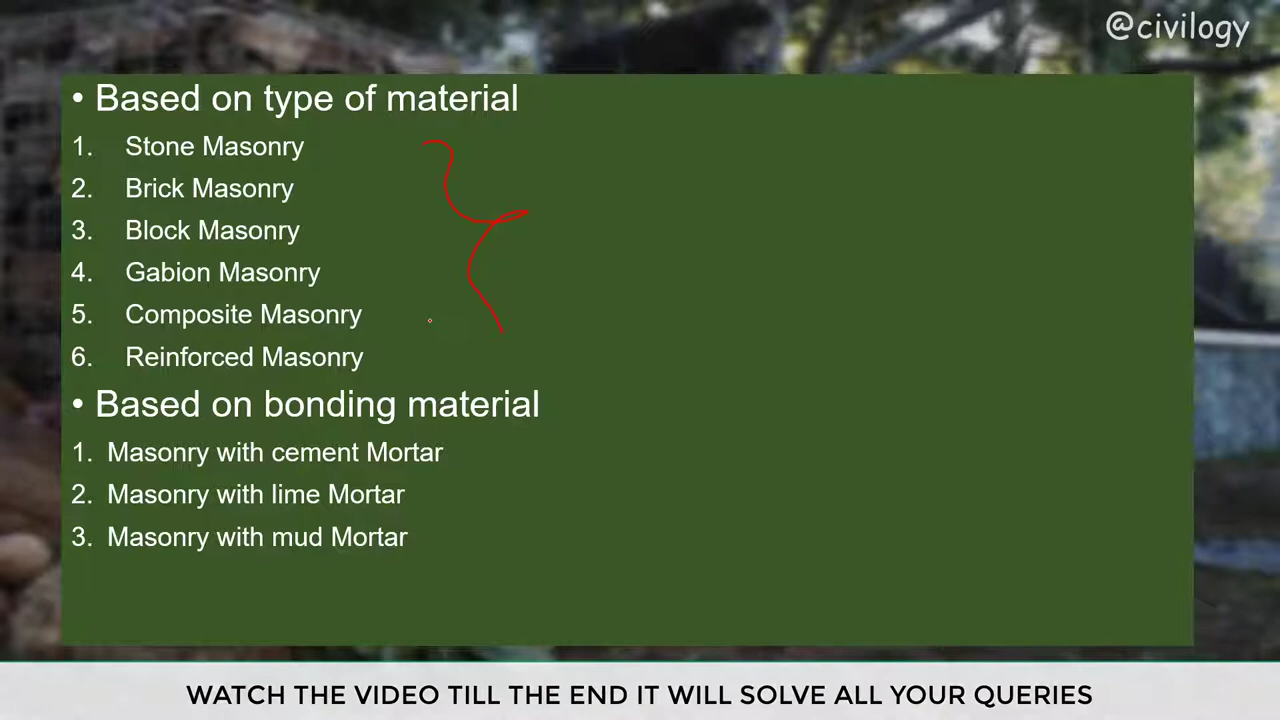 @civilogy
• Based on type of material
1. Stone Masonry
2. Brick Masonry
3. Block Masonry
4. Gabion Masonry
5. Composite Masonry
6. Reinforced Masonry
• Based on bonding material
1. Masonry with cement Mortar
2. Masonry with lime Mortar
3. Masonry with mud Mortar
WATCH THE VIDEO TILL THE END IT WILL SOLVE ALL YOUR QUERIES